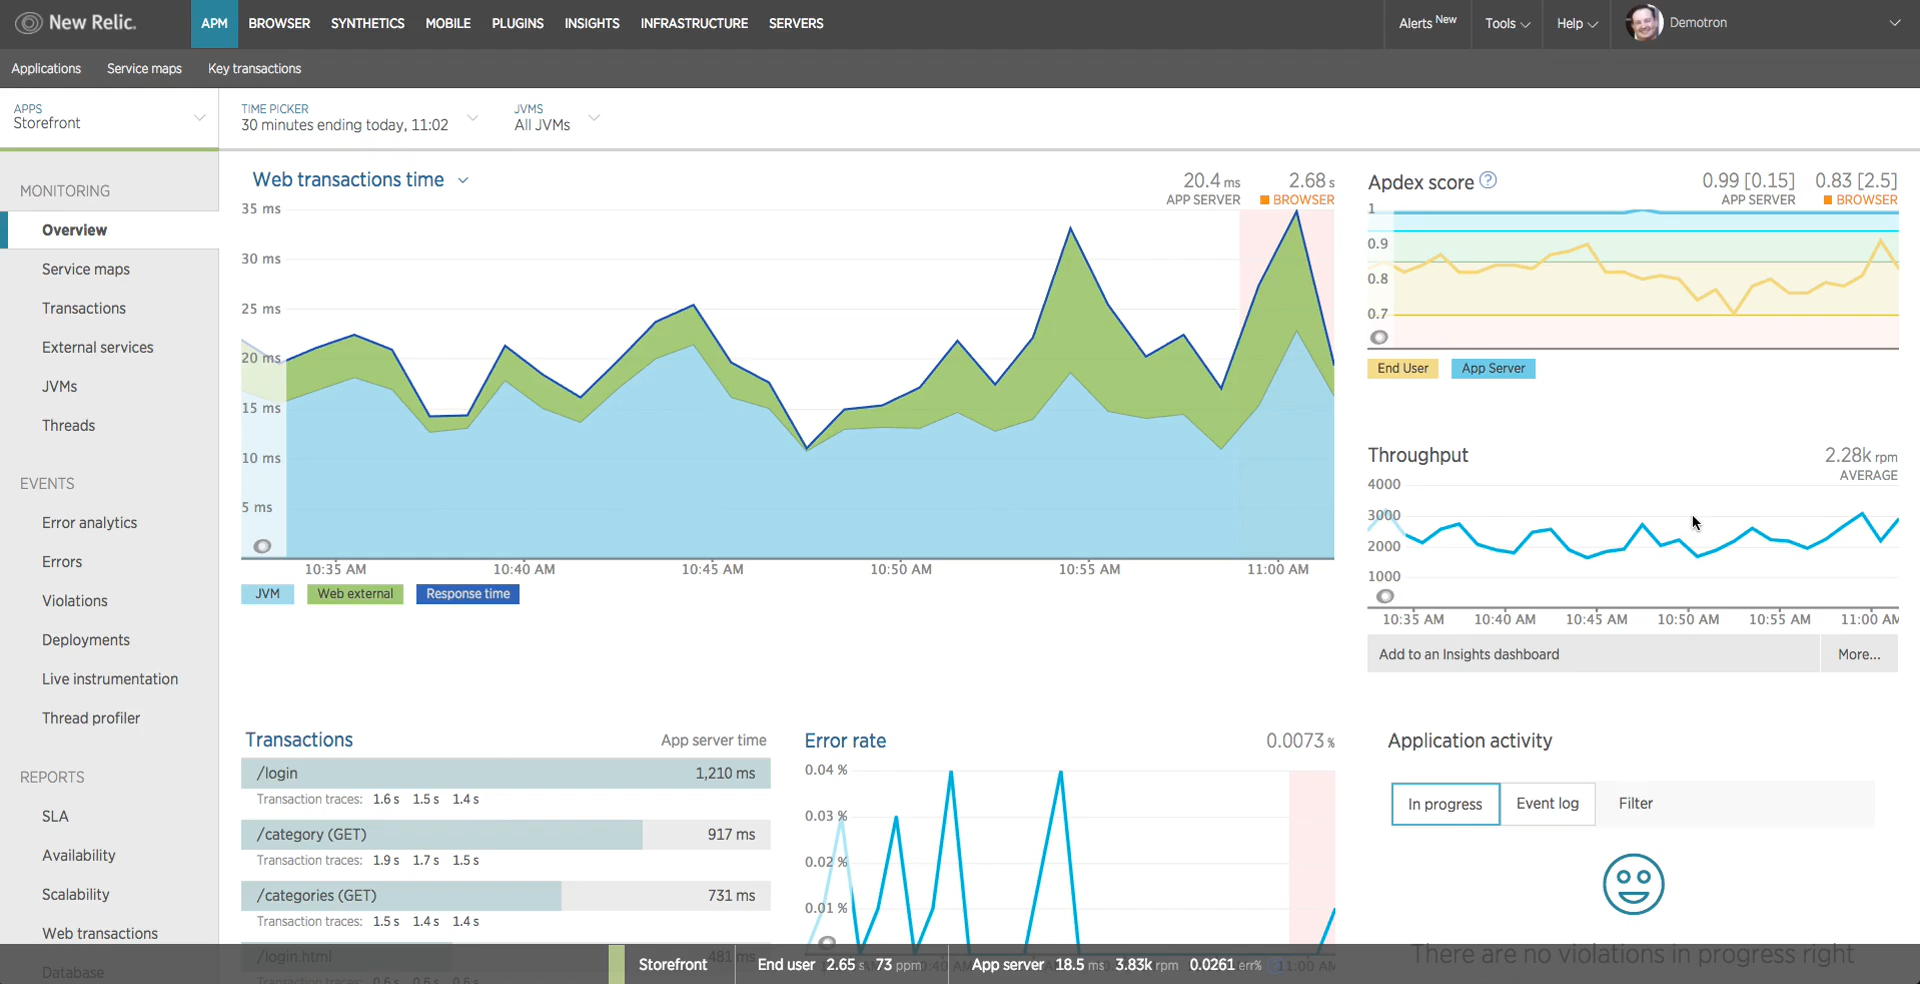 New Relic.
APM BROWSER SYNTHETICS MOBILE PLUGINS INSIGHTS INFRASTRUCTURE SERVERS
Alerts New Tools Help Demotron
Applications Service maps Key transactions
APPS
Storefront
TIME PICKER
30 minutes ending today, 11:02
JVMS
All JVMs
MONITORING
Overview
Service maps
Transactions
External services
JVMs
Threads
EVENTS
Error analytics
Errors
Violations
Deployments
Live instrumentation
Thread profiler
REPORTS
SLA
Availability
Scalability
Web transactions
Database
Web transactions time
20.4 ms 2.68 s
APP SERVER BROWSER
35 ms
30 ms
25 ms
20 ms
15 ms
10 ms
5 ms
10:35 AM 10:40 AM 10:45 AM 10:50 AM 10:55 AM 11:00 AM
JVM Web external Response time
Apdex score ?
0.99 [0.15] 0.83 [2.5]
APP SERVER BROWSER
1
0.9
0.8
0.7
End User App Server
Throughput
2.28k rpm
AVERAGE
4000
3000
2000
1000
10:35 AM 10:40 AM 10:45 AM 10:50 AM 10:55 AM 11:00 AM
Add to an Insights dashboard More...
Transactions App server time
/login 1,210 ms
Transaction traces: 1.6 s 1.5 s 1.4 s
/category (GET) 917 ms
Transaction traces: 1.9 s 1.7 s 1.5 s
/categories (GET) 731 ms
Transaction traces: 1.5 s 1.4 s 1.4 s
/login.html 481 ms
Transaction traces: 0.6 s 0.6 s 0.6 s
Error rate 0.0073 %
0.04 %
0.03 %
0.02 %
0.01 %
11:00 AM
Application activity
In progress Event log Filter
There are no violations in progress right
Storefront End user 2.65 s 73 ppm App server 18.5 ms 3.83k rpm 0.0261 err%